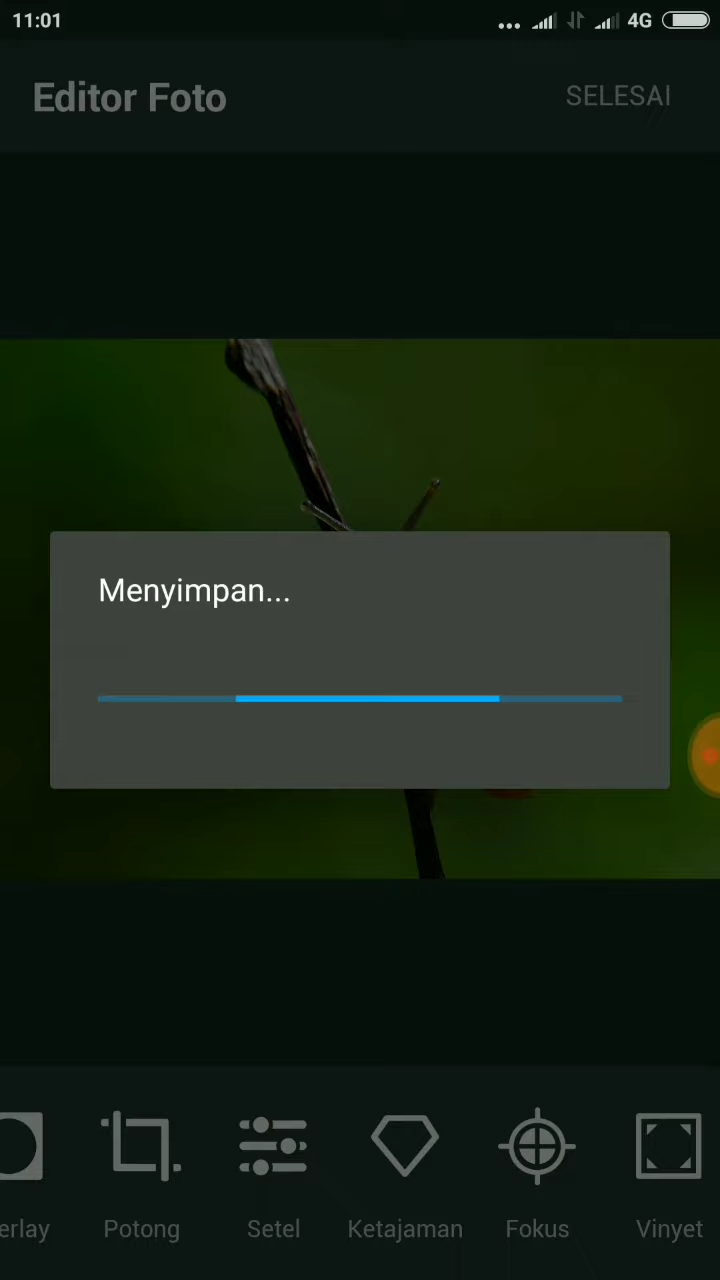 11:01 4G
Editor Foto SELESAI
Menyimpan...
erlay Potong Setel Ketajaman Fokus Vinyet